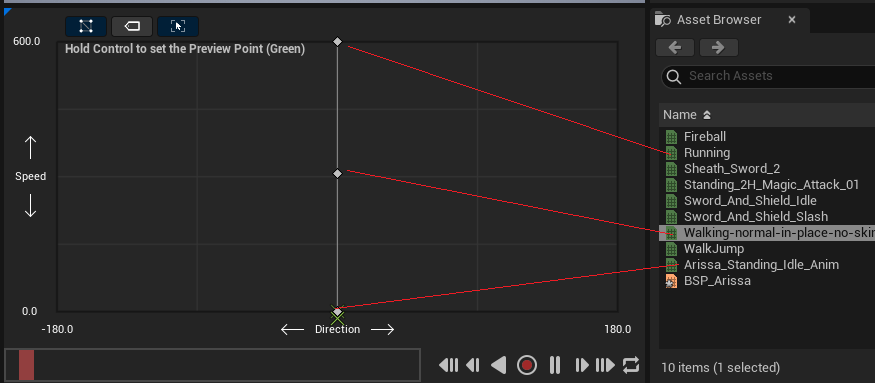 600.0
Hold Control to set the Preview Point (Green)
Speed
0.0
-180.0
Direction
180.0
Asset Browser
Search Assets
Name
Fireball
Running
Sheath_Sword_2
Standing_2H_Magic_Attack_01
Sword_And_Shield_Idle
Sword_And_Shield_Slash
Walking-normal-in-place-no-skin
WalkJump
Arissa_Standing_Idle_Anim
BSP_Arissa
10 items (1 selected)